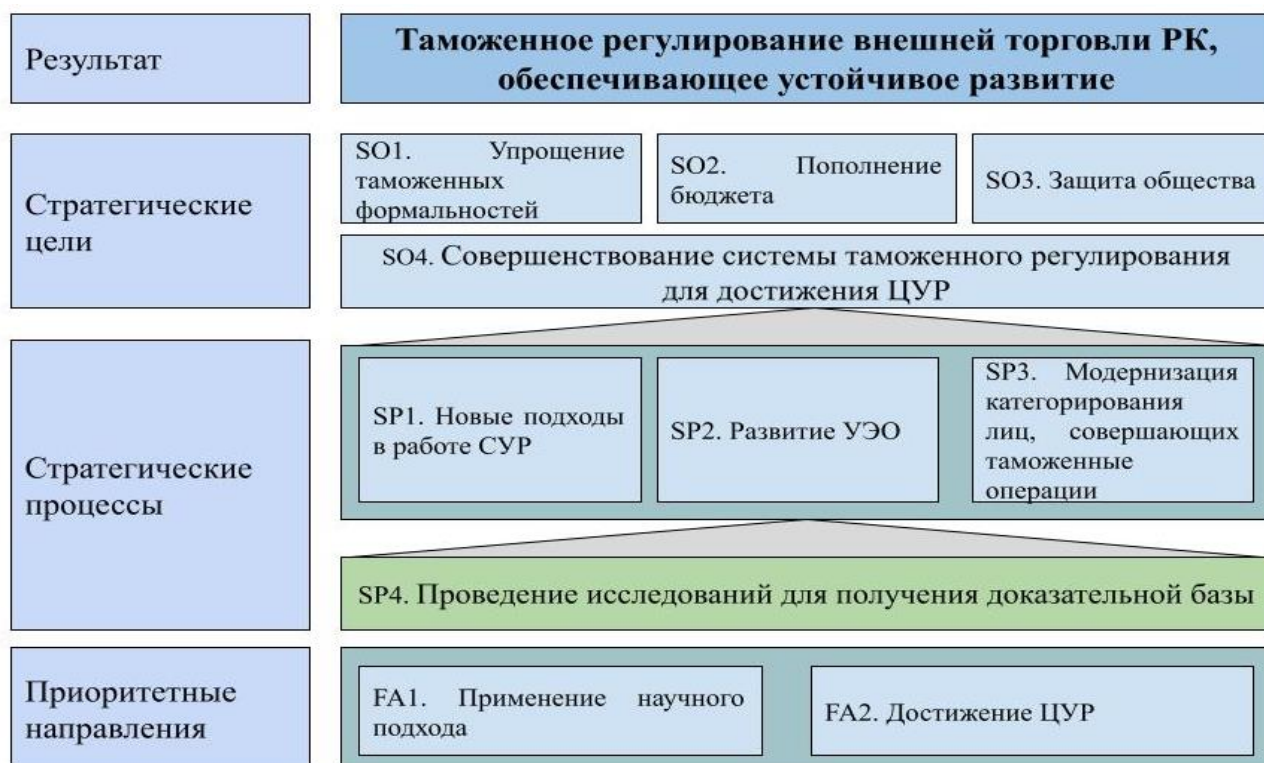 Результат
Таможенное регулирование внешней торговли РК,
обеспечивающее устойчивое развитие
Стратегические
цели
SO1. Упрощение
таможенных
формальностей
SO2. Пополнение
бюджета
SO3. Защита общества
SO4. Совершенствование системы таможенного регулирования
для достижения ЦУР
Стратегические
процессы
SP1. Новые подходы
в работе СУР
SP2. Развитие УЭО
SP3. Модернизация
категорирования
лиц, совершающих
таможенные
операции
SP4. Проведение исследований для получения доказательной базы
Приоритетные
направления
FA1. Применение научного
подхода
FA2. Достижение ЦУР